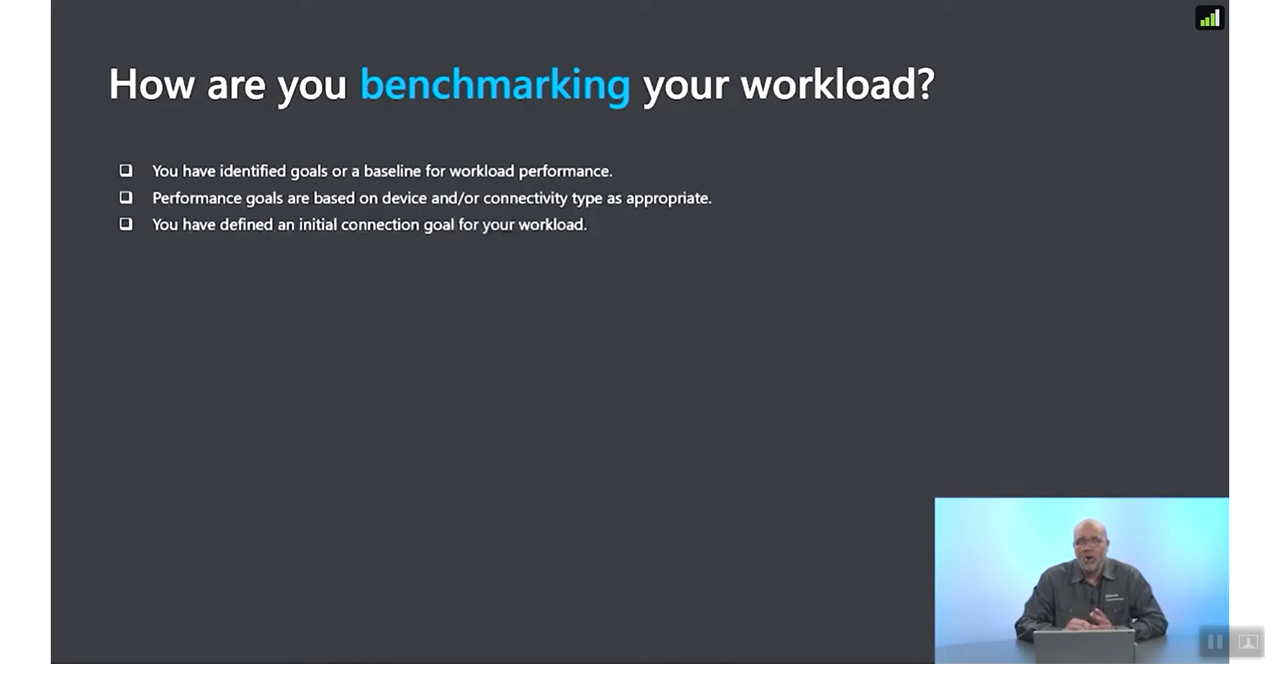 How are you benchmarking your workload?
You have identified goals or a baseline for workload performance.
Performance goals are based on device and/or connectivity type as appropriate.
You have defined an initial connection goal for your workload.